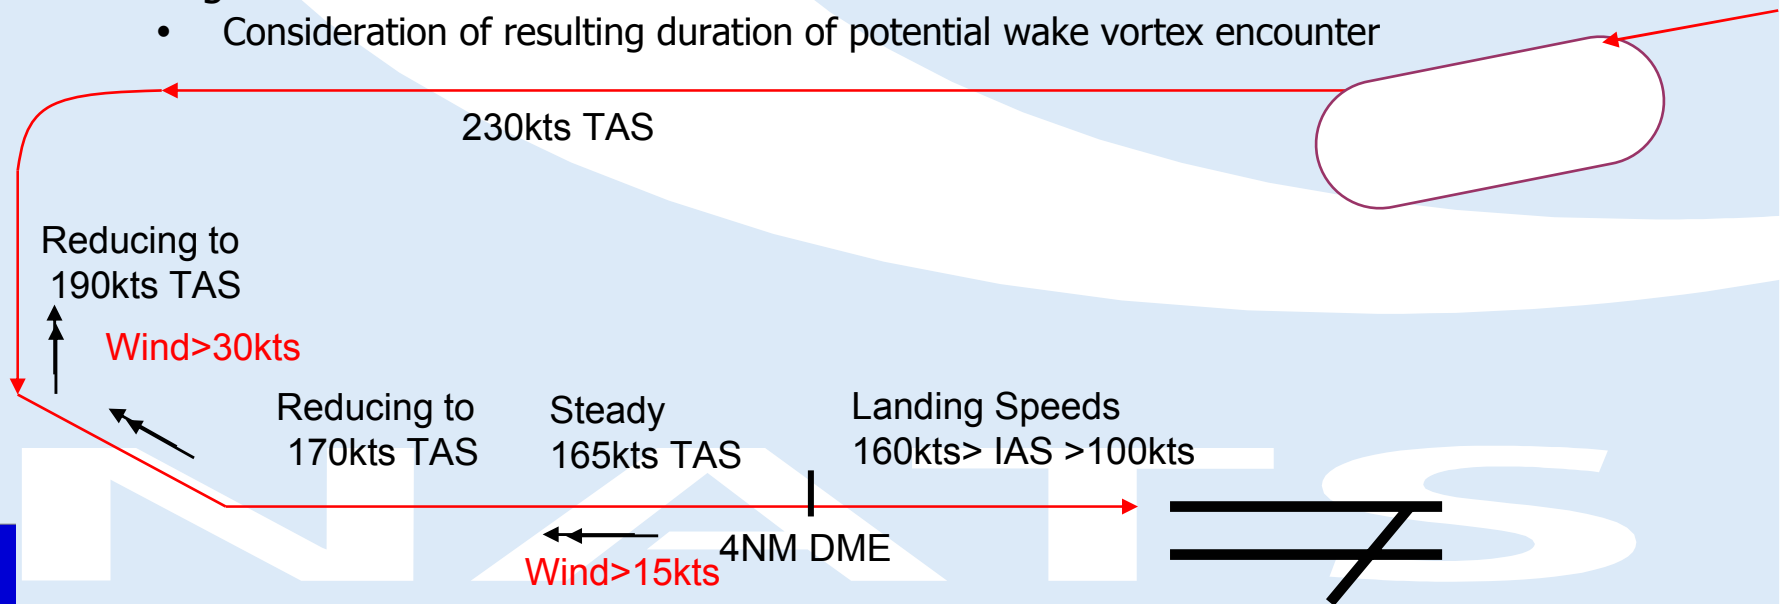 • Consideration of resulting duration of potential wake vortex encounter
230kts TAS
Reducing to
190kts TAS
Wind>30kts
Reducing to
170kts TAS
Steady
165kts TAS
Landing Speeds
160kts> IAS >100kts
4NM DME
Wind>15kts
NATS